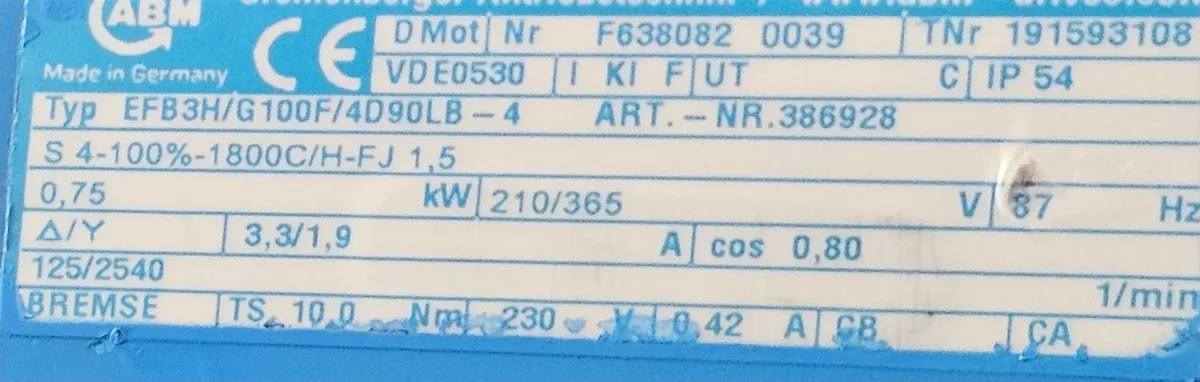 ABM
Made in Germany
CE
D Mot Nr F638082 0039 TNr 191593108
VDE0530 I KI F UT C IP 54
Typ EFB3H/G100F/4D90LB-4 ART.-NR.386928
S 4-100%-1800C/H-FJ 1,5
0,75 kW 210/365 V 87 Hz
Δ/Y 3,3/1,9 A cos 0,80
125/2540 1/min
BREMSE TS 10.0 Nm 230 V 0,42 A CB CA